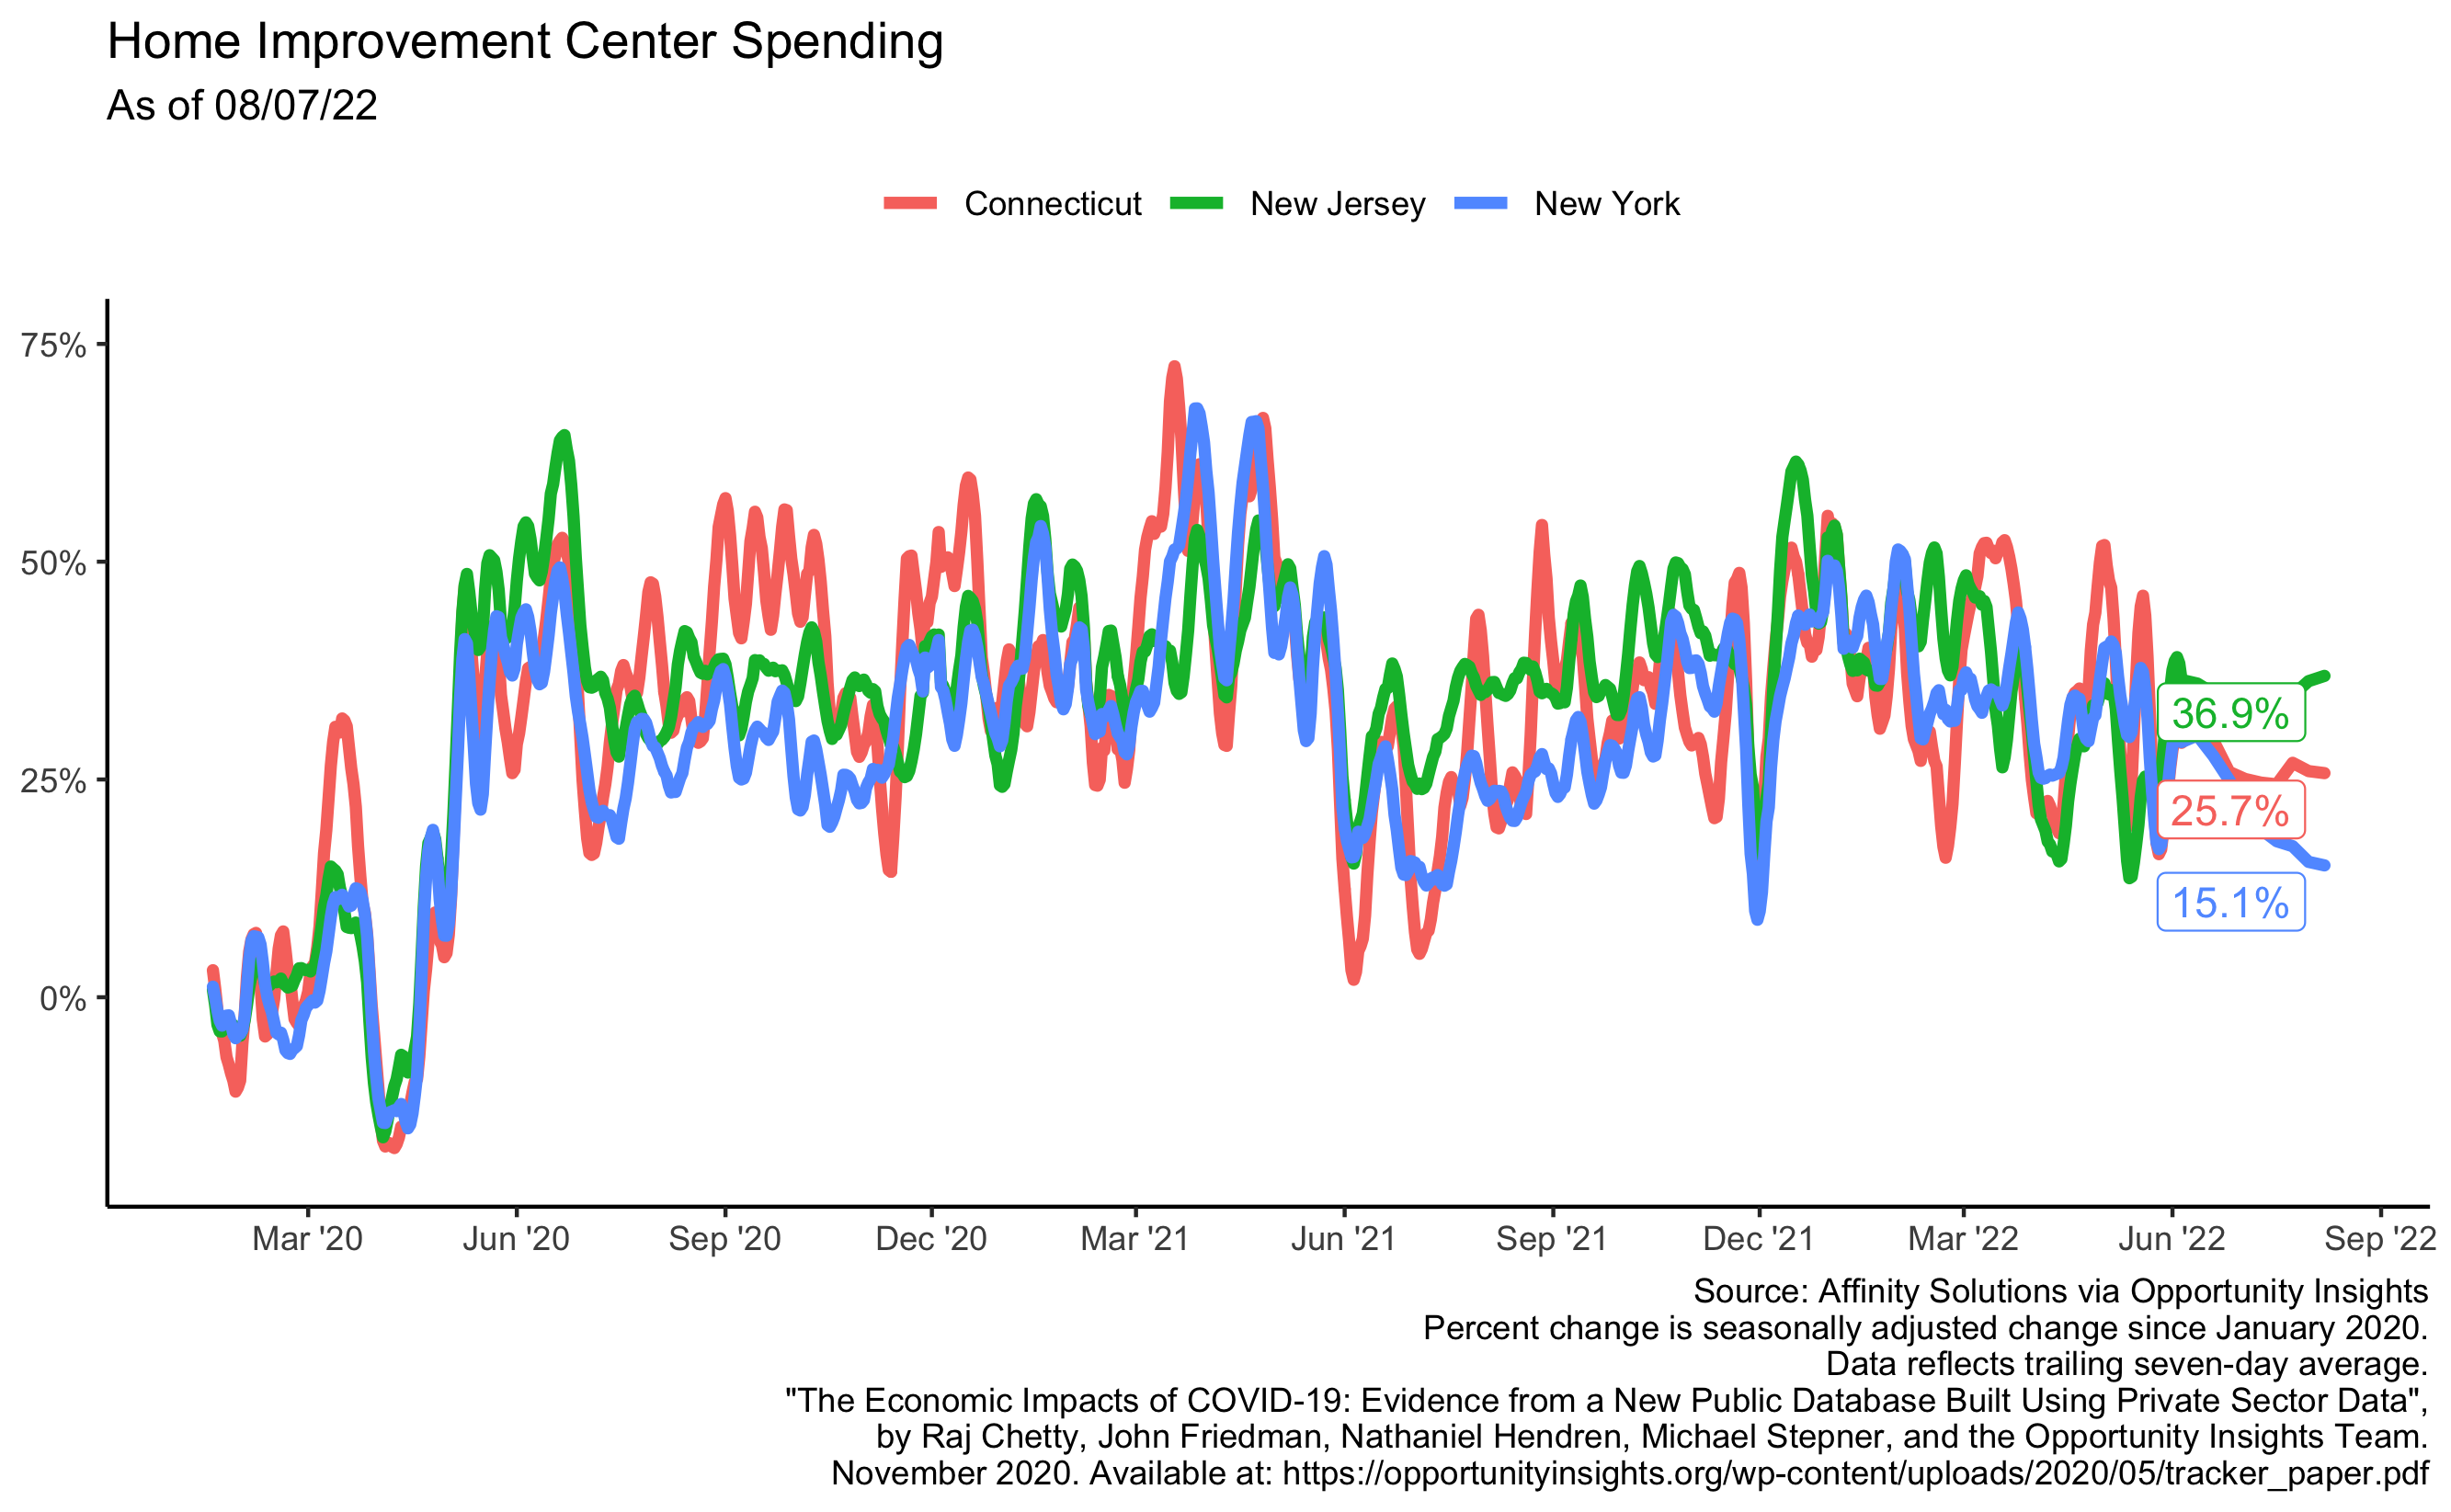 Home Improvement Center Spending
As of 08/07/22
Connecticut New Jersey New York
75%
50%
25%
0%
36.9%
25.7%
15.1%
Mar '20 Jun '20 Sep '20 Dec '20 Mar '21 Jun '21 Sep '21 Dec '21 Mar '22 Jun '22 Sep '22
Source: Affinity Solutions via Opportunity Insights
Percent change is seasonally adjusted change since January 2020.
Data reflects trailing seven-day average.
"The Economic Impacts of COVID-19: Evidence from a New Public Database Built Using Private Sector Data",
by Raj Chetty, John Friedman, Nathaniel Hendren, Michael Stepner, and the Opportunity Insights Team.
November 2020. Available at: https://opportunityinsights.org/wp-content/uploads/2020/05/tracker_paper.pdf